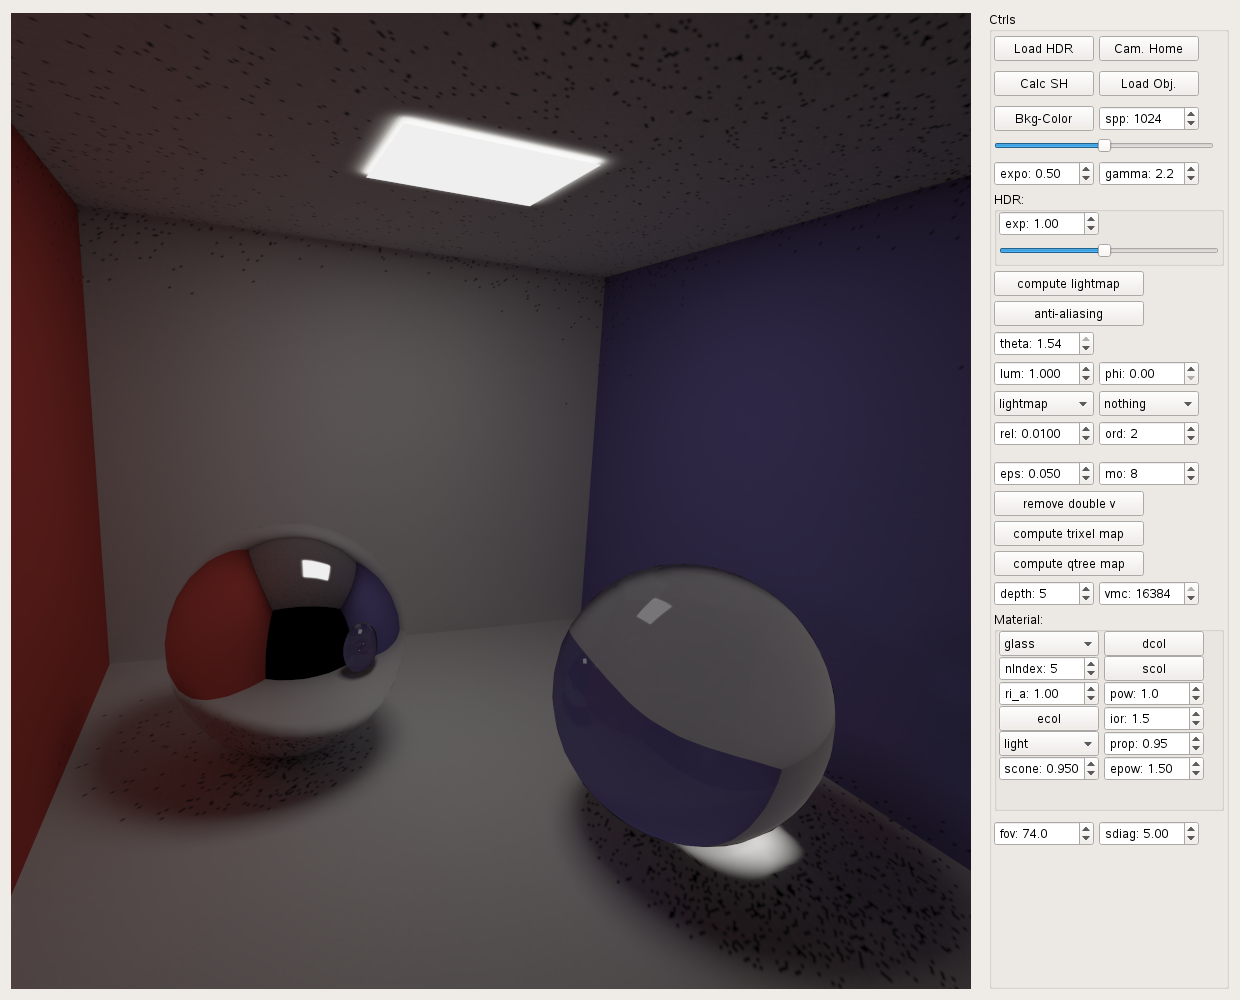 Ctrls
Load HDR Cam. Home
Calc SH Load Obj.
Bkg-Color spp: 1024
expo: 0.50 gamma: 2.2
HDR:
exp: 1.00
compute lightmap
anti-aliasing
theta: 1.54
lum: 1.000 phi: 0.00
lightmap nothing
rel: 0.0100 ord: 2
eps: 0.050 mo: 8
remove double v
compute trixel map
compute qtree map
depth: 5 vmc: 16384
Material:
glass dcol
nIndex: 5 scol
ri_a: 1.00 pow: 1.0
ecol ior: 1.5
light prop: 0.95
scone: 0.950 epow: 1.50
fov: 74.0 sdiag: 5.00